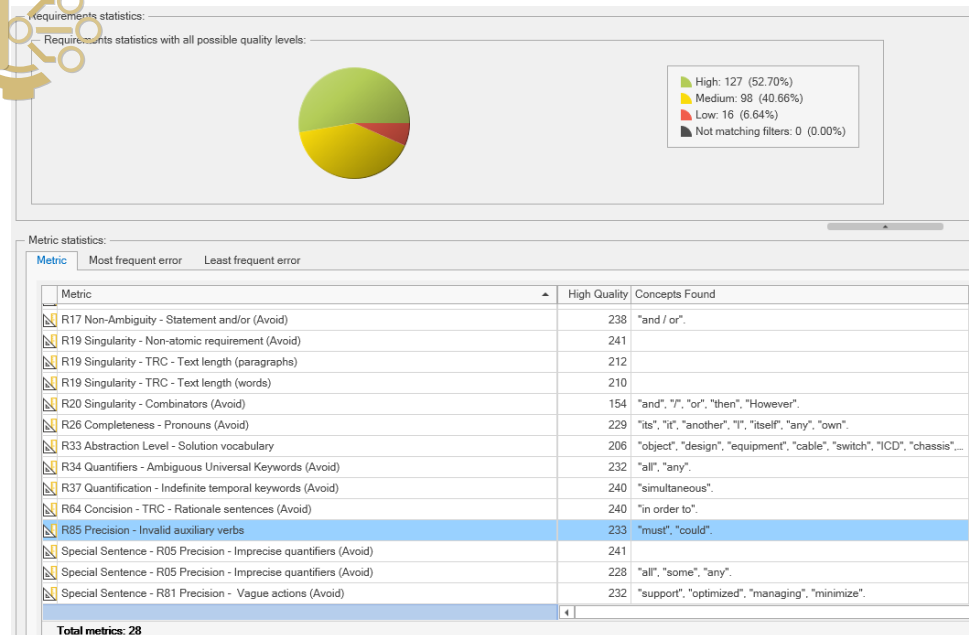 Requirements statistics:
Requirements statistics with all possible quality levels:
High: 127 (52.70%)
Medium: 98 (40.66%)
Low: 16 (6.64%)
Not matching filters: 0 (0.00%)
Metric statistics:
Metric Most frequent error Least frequent error
Metric High Quality Concepts Found
R17 Non-Ambiguity - Statement and/or (Avoid) 238 "and / or".
R19 Singularity - Non-atomic requirement (Avoid) 241
R19 Singularity - TRC - Text length (paragraphs) 212
R19 Singularity - TRC - Text length (words) 210
R20 Singularity - Combinators (Avoid) 154 "and", "/", "or", "then", "However".
R26 Completeness - Pronouns (Avoid) 229 "its", "it", "another", "I", "itself", "any", "own".
R33 Abstraction Level - Solution vocabulary 206 "object", "design", "equipment", "cable", "switch", "ICD", "chassis",...
R34 Quantifiers - Ambiguous Universal Keywords (Avoid) 232 "all", "any".
R37 Quantification - Indefinite temporal keywords (Avoid) 240 "simultaneous".
R64 Concision - TRC - Rationale sentences (Avoid) 240 "in order to".
R85 Precision - Invalid auxiliary verbs 233 "must", "could".
Special Sentence - R05 Precision - Imprecise quantifiers (Avoid) 241
Special Sentence - R05 Precision - Imprecise quantifiers (Avoid) 228 "all", "some", "any".
Special Sentence - R81 Precision - Vague actions (Avoid) 232 "support", "optimized", "managing", "minimize".
Total metrics: 28